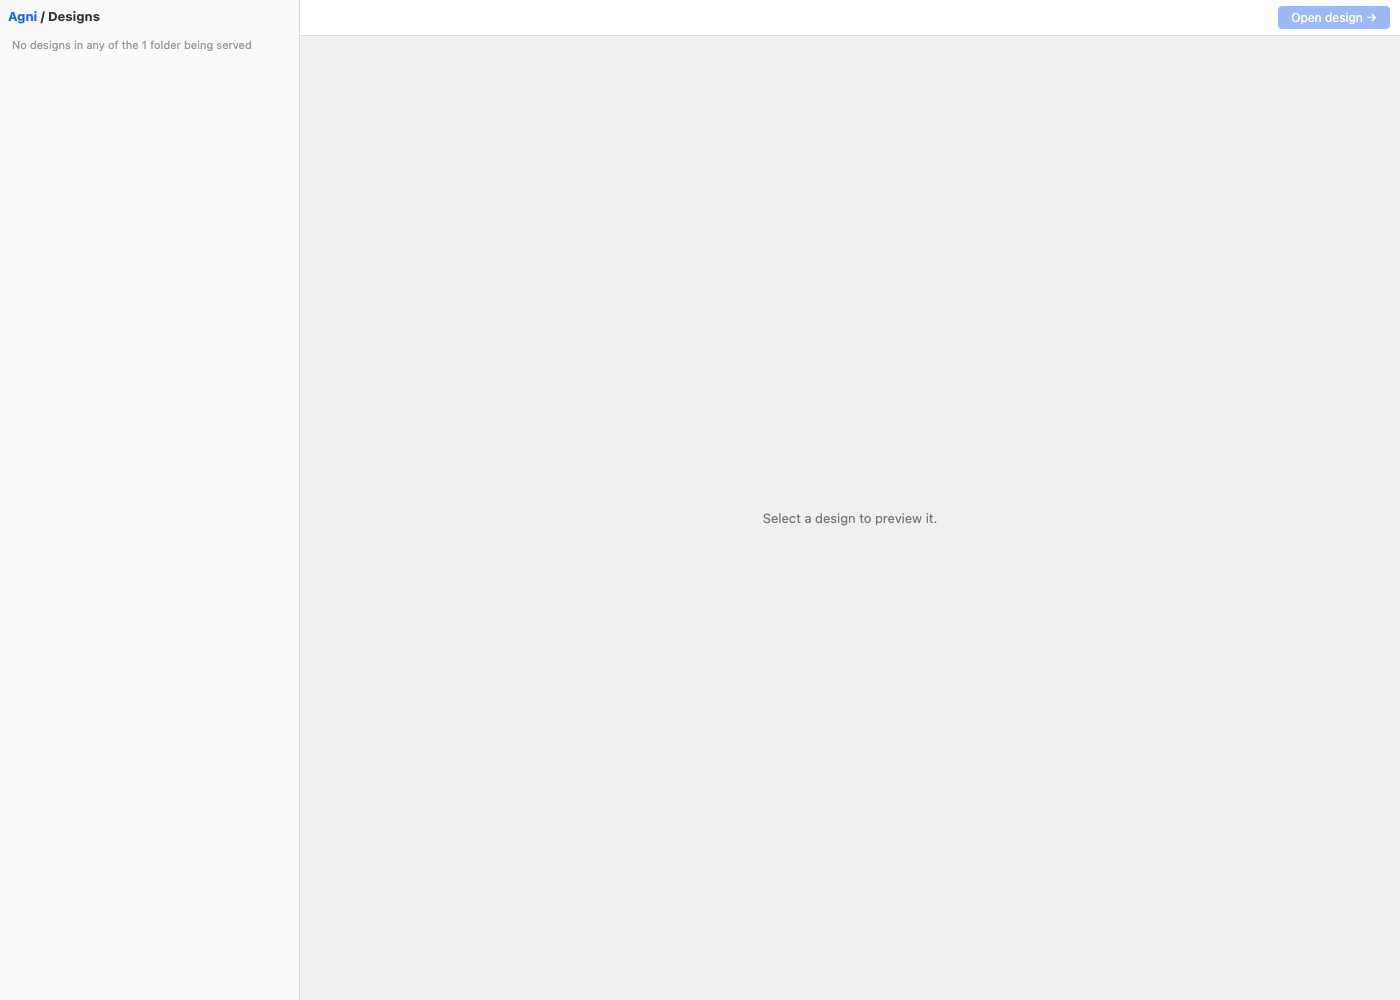 Agni / Designs
Open design →
No designs in any of the 1 folder being served
Select a design to preview it.